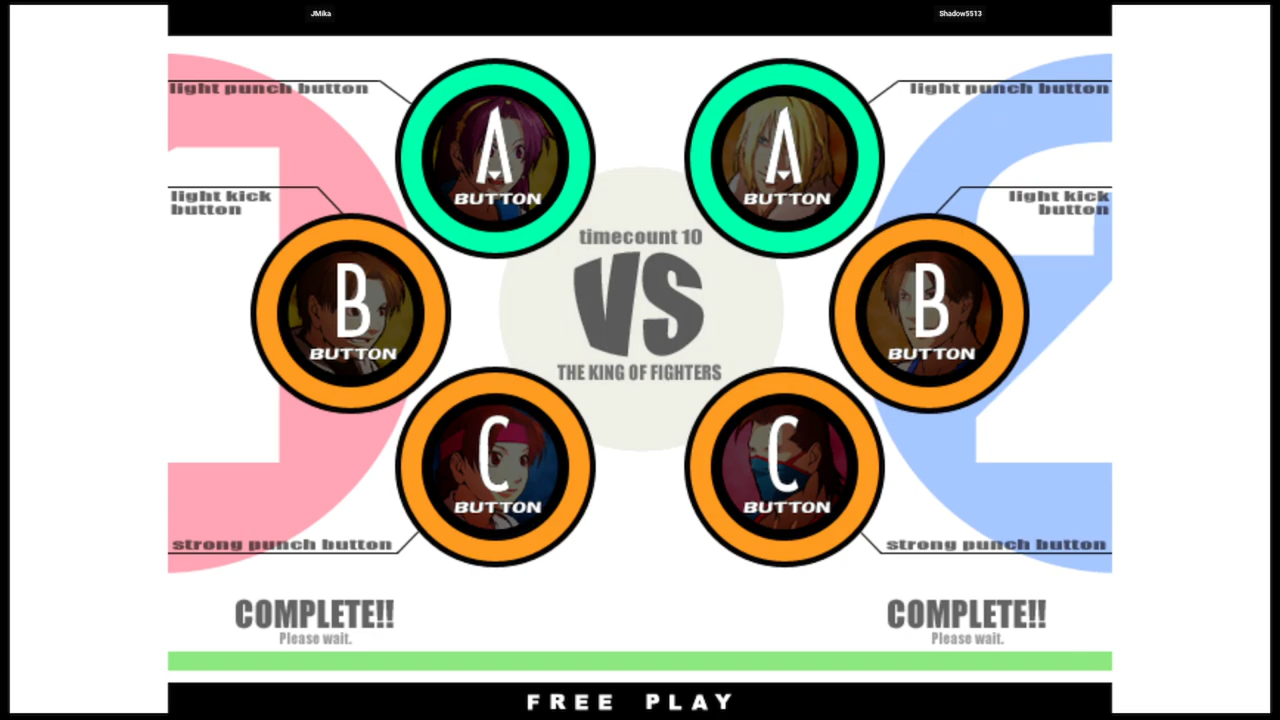 JMika
Shadow5513
light punch button
light punch button
A
BUTTON
A
BUTTON
light kick
button
light kick
button
timecount 10
VS
THE KING OF FIGHTERS
B
BUTTON
B
BUTTON
C
BUTTON
C
BUTTON
strong punch button
strong punch button
COMPLETE!!
Please wait.
COMPLETE!!
Please wait.
FREE PLAY